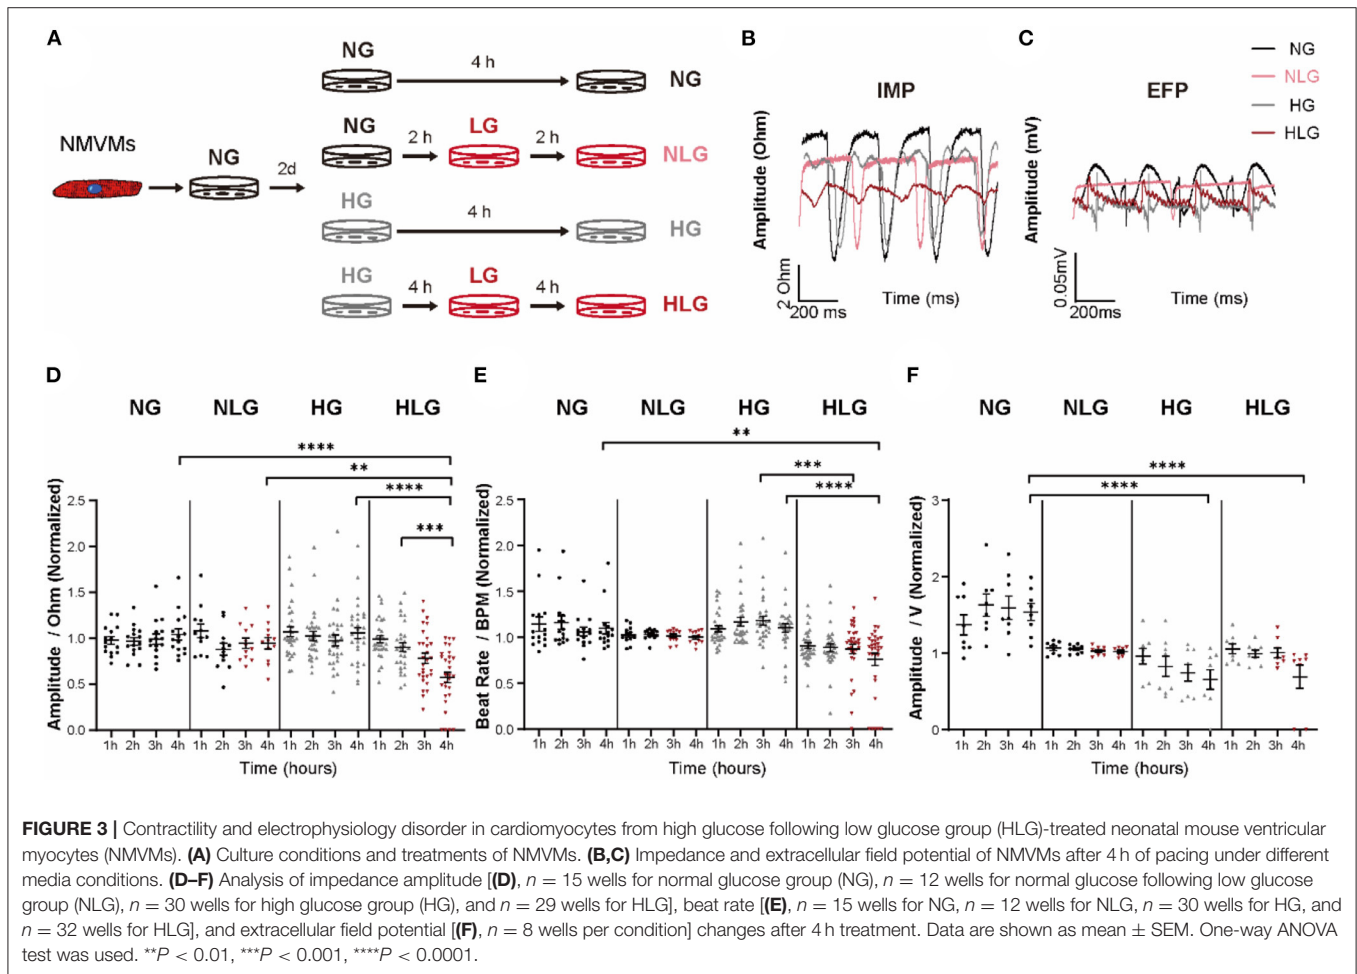 A
NG
4 h
NG
NMVMs
NG
2d
NG
2 h
LG
2 h
NLG
HG
4 h
HG
HG
4 h
LG
4 h
HLG
B
IMP
Amplitude (Ohm)
2 Ohm
200 ms
Time (ms)
C
EFP
NG
NLG
HG
HLG
Amplitude (mV)
0.05mV
200ms
Time (ms)
D
NG NLG HG HLG
****
**
****
***
Amplitude / Ohm (Normalized)
2.5
2.0
1.5
1.0
0.5
0.0
1h 2h 3h 4h 1h 2h 3h 4h 1h 2h 3h 4h 1h 2h 3h 4h
Time (hours)
E
NG NLG HG HLG
**
***
****
Beat Rate / BPM (Normalized)
2.5
2.0
1.5
1.0
0.5
0.0
1h 2h 3h 4h 1h 2h 3h 4h 1h 2h 3h 4h 1h 2h 3h 4h
Time (hours)
F
NG NLG HG HLG
****
****
Amplitude / V (Normalized)
3
2
1
0
1h 2h 3h 4h 1h 2h 3h 4h 1h 2h 3h 4h 1h 2h 3h 4h
Time (hours)
FIGURE 3 | Contractility and electrophysiology disorder in cardiomyocytes from high glucose following low glucose group (HLG)-treated neonatal mouse ventricular
myocytes (NMVMs). (A) Culture conditions and treatments of NMVMs. (B,C) Impedance and extracellular field potential of NMVMs after 4 h of pacing under different
media conditions. (D–F) Analysis of impedance amplitude [(D), n = 15 wells for normal glucose group (NG), n = 12 wells for normal glucose following low glucose
group (NLG), n = 30 wells for high glucose group (HG), and n = 29 wells for HLG], beat rate [(E), n = 15 wells for NG, n = 12 wells for NLG, n = 30 wells for HG, and
n = 32 wells for HLG], and extracellular field potential [(F), n = 8 wells per condition] changes after 4 h treatment. Data are shown as mean ± SEM. One-way ANOVA
test was used. **P < 0.01, ***P < 0.001, ****P < 0.0001.